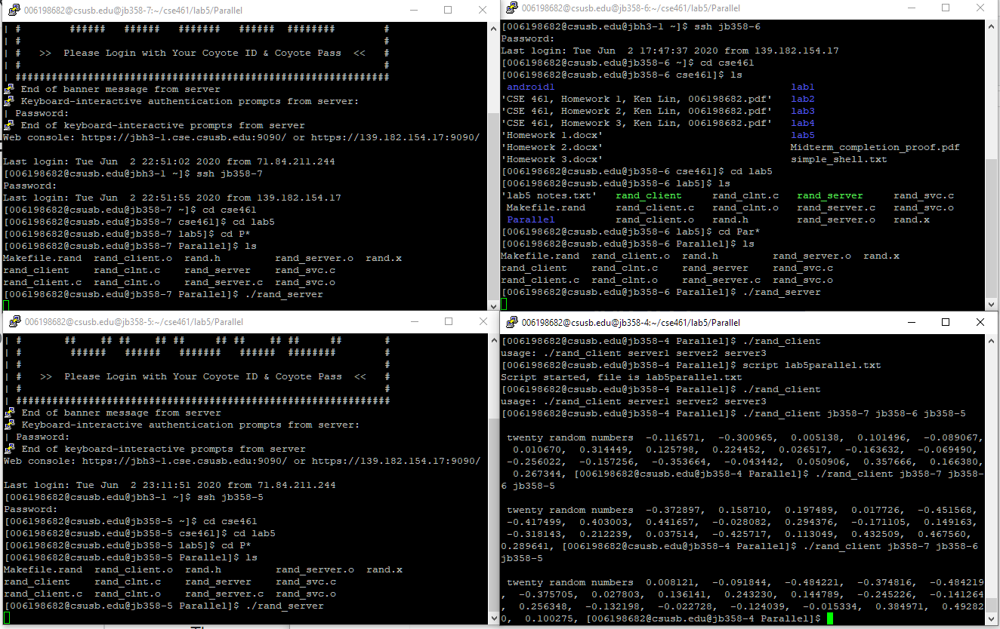 006198682@csusb.edu@jb358-7:~/cse461/lab5/Parallel
| #        ######   ######   #######   ######  ########        #
| #                                                            #
| #   >>  Please Login with Your Coyote ID & Coyote Pass  <<   #
| #                                                            #
| ##############################################################
End of banner message from server
Keyboard-interactive authentication prompts from server:
| Password:
End of keyboard-interactive prompts from server
Web console: https://jbh3-1.cse.csusb.edu:9090/ or https://139.182.154.17:9090/
Last login: Tue Jun  2 22:51:02 2020 from 71.84.211.244
[006198682@csusb.edu@jbh3-1 ~]$ ssh jb358-7
Password:
Last login: Tue Jun  2 22:51:55 2020 from 139.182.154.17
[006198682@csusb.edu@jb358-7 ~]$ cd cse461
[006198682@csusb.edu@jb358-7 cse461]$ cd lab5
[006198682@csusb.edu@jb358-7 lab5]$ cd P*
[006198682@csusb.edu@jb358-7 Parallel]$ ls
Makefile.rand  rand_client.o  rand.h         rand_server.o  rand.x
rand_client    rand_clnt.c    rand_server    rand_svc.c
rand_client.c  rand_clnt.o    rand_server.c  rand_svc.o
[006198682@csusb.edu@jb358-7 Parallel]$ ./rand_server
006198682@csusb.edu@jb358-6:~/cse461/lab5/Parallel
[006198682@csusb.edu@jbh3-1 ~]$ ssh jb358-6
Password:
Last login: Tue Jun  2 17:47:37 2020 from 139.182.154.17
[006198682@csusb.edu@jb358-6 ~]$ cd cse461
[006198682@csusb.edu@jb358-6 cse461]$ ls
android1                                       lab1
'CSE 461, Homework 1, Ken Lin, 006198682.pdf'   lab2
'CSE 461, Homework 2, Ken Lin, 006198682.pdf'   lab3
'CSE 461, Homework 3, Ken Lin, 006198682.pdf'   lab4
'Homework 1.docx'                               lab5
'Homework 2.docx'                               Midterm_completion_proof.pdf
'Homework 3.docx'                               simple_shell.txt
[006198682@csusb.edu@jb358-6 cse461]$ cd lab5
[006198682@csusb.edu@jb358-6 lab5]$ ls
'lab5 notes.txt'   rand_client     rand_clnt.c   rand_server     rand_svc.c
Makefile.rand     rand_client.c   rand_clnt.o   rand_server.c   rand_svc.o
Parallel          rand_client.o   rand.h        rand_server.o   rand.x
[006198682@csusb.edu@jb358-6 lab5]$ cd Par*
[006198682@csusb.edu@jb358-6 Parallel]$ ls
Makefile.rand  rand_client.o  rand.h         rand_server.o  rand.x
rand_client    rand_clnt.c    rand_server    rand_svc.c
rand_client.c  rand_clnt.o    rand_server.c  rand_svc.o
[006198682@csusb.edu@jb358-6 Parallel]$ ./rand_server
006198682@csusb.edu@jb358-5:~/cse461/lab5/Parallel
| #       ##    ## ##    ## ##      ## ##    ## ##     ##       #
| #        ######   ######   #######   ######  ########        #
| #                                                            #
| #   >>  Please Login with Your Coyote ID & Coyote Pass  <<   #
| #                                                            #
| ##############################################################
End of banner message from server
Keyboard-interactive authentication prompts from server:
| Password:
End of keyboard-interactive prompts from server
Web console: https://jbh3-1.cse.csusb.edu:9090/ or https://139.182.154.17:9090/
Last login: Tue Jun  2 23:11:51 2020 from 71.84.211.244
[006198682@csusb.edu@jbh3-1 ~]$ ssh jb358-5
Password:
[006198682@csusb.edu@jb358-5 ~]$ cd cse461
[006198682@csusb.edu@jb358-5 cse461]$ cd lab5
[006198682@csusb.edu@jb358-5 lab5]$ cd P*
[006198682@csusb.edu@jb358-5 Parallel]$ ls
Makefile.rand  rand_client.o  rand.h         rand_server.o  rand.x
rand_client    rand_clnt.c    rand_server    rand_svc.c
rand_client.c  rand_clnt.o    rand_server.c  rand_svc.o
[006198682@csusb.edu@jb358-5 Parallel]$ ./rand_server
006198682@csusb.edu@jb358-4:~/cse461/lab5/Parallel
[006198682@csusb.edu@jb358-4 Parallel]$ ./rand_client
usage: ./rand_client server1 server2 server3
[006198682@csusb.edu@jb358-4 Parallel]$ script lab5parallel.txt
Script started, file is lab5parallel.txt
[006198682@csusb.edu@jb358-4 Parallel]$ ./rand_client
usage: ./rand_client server1 server2 server3
[006198682@csusb.edu@jb358-4 Parallel]$ ./rand_client jb358-7 jb358-6 jb358-5
twenty random numbers  -0.116571,  -0.300965,  0.005138,  0.101496,  -0.089067,
0.010670,  0.314449,  0.125798,  0.224452,  0.026517,  -0.163632,  -0.069490,
-0.256022,  -0.157256,  -0.353664,  -0.043442,  0.050906,  0.357666,  0.166380,
0.267344, [006198682@csusb.edu@jb358-4 Parallel]$ ./rand_client jb358-7 jb358-
6 jb358-5
twenty random numbers  -0.372897,  0.158710,  0.197489,  0.017726,  -0.451568,
-0.417499,  0.403003,  0.441657,  -0.028082,  0.294376,  -0.171105,  0.149163,
-0.318143,  0.212239,  0.037514,  -0.425717,  0.113049,  0.432509,  0.467560,
0.289641, [006198682@csusb.edu@jb358-4 Parallel]$ ./rand_client jb358-7 jb358-6
jb358-5
twenty random numbers  0.008121,  -0.091844,  -0.484221,  -0.374816,  -0.484219
,  -0.375705,  0.027803,  0.136141,  0.243230,  0.144789,  -0.245226,  -0.141264
,  0.256348,  -0.132198,  -0.022728,  -0.124039,  -0.015334,  0.384971,  0.49282
0,  0.100275, [006198682@csusb.edu@jb358-4 Parallel]$